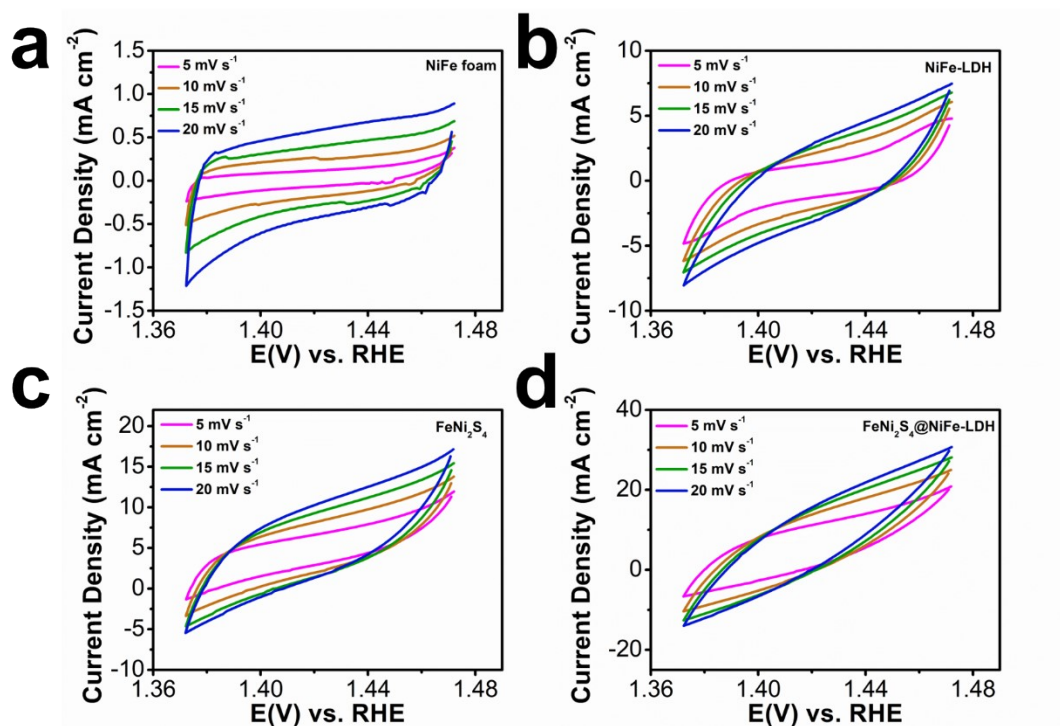 a
NiFe foam
5 mV s⁻¹
10 mV s⁻¹
15 mV s⁻¹
20 mV s⁻¹
1.5
1.0
0.5
0.0
-0.5
-1.0
-1.5
Current Density (mA cm⁻²)
1.36
1.40
1.44
1.48
E(V) vs. RHE
b
NiFe-LDH
5 mV s⁻¹
10 mV s⁻¹
15 mV s⁻¹
20 mV s⁻¹
10
5
0
-5
-10
Current Density (mA cm⁻²)
1.36
1.40
1.44
1.48
E(V) vs. RHE
c
FeNi₂S₄
5 mV s⁻¹
10 mV s⁻¹
15 mV s⁻¹
20 mV s⁻¹
20
15
10
5
0
-5
-10
Current Density (mA cm⁻²)
1.36
1.40
1.44
1.48
E(V) vs. RHE
d
FeNi₂S₄@NiFe-LDH
5 mV s⁻¹
10 mV s⁻¹
15 mV s⁻¹
20 mV s⁻¹
40
20
0
-20
Current Density (mA cm⁻²)
1.36
1.40
1.44
1.48
E(V) vs. RHE